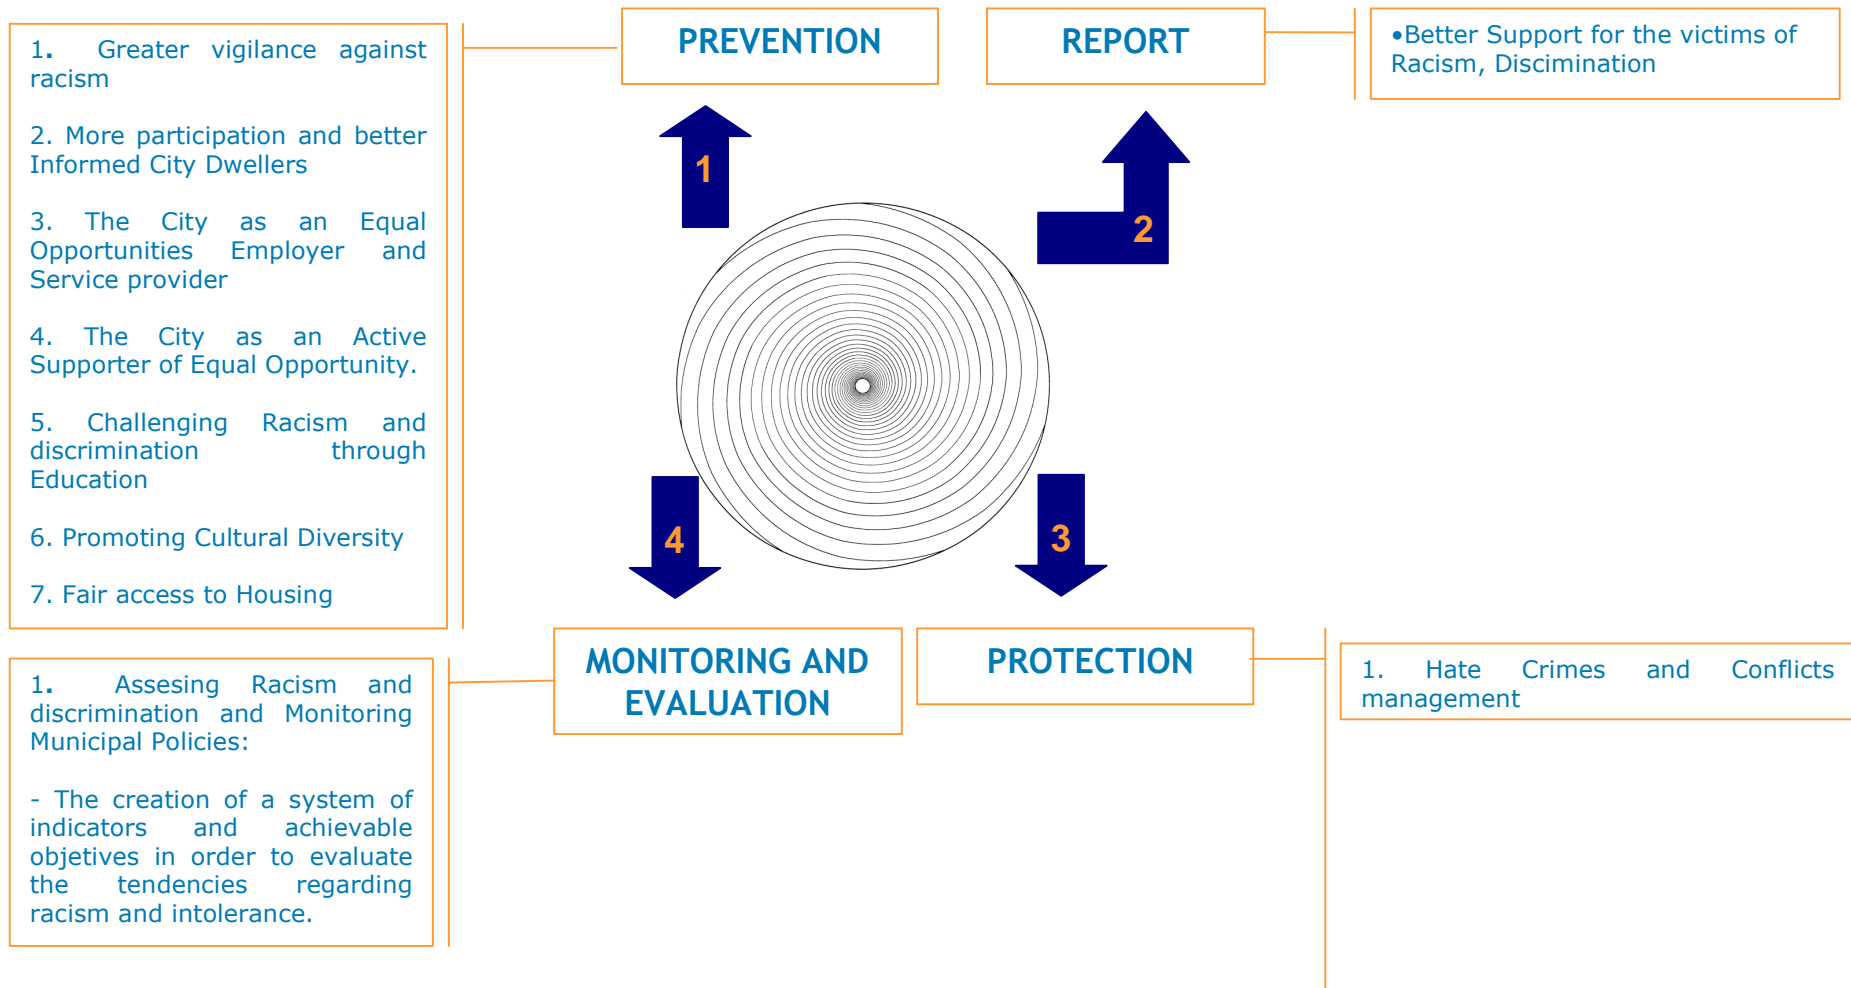 1. Greater vigilance against
racism
2. More participation and better
Informed City Dwellers
3. The City as an Equal
Opportunities Employer and
Service provider
4. The City as an Active
Supporter of Equal Opportunity.
5. Challenging Racism and
discrimination through
Education
6. Promoting Cultural Diversity
7. Fair access to Housing
PREVENTION
REPORT
•Better Support for the victims of
Racism, Discimination
1
2
4
3
1. Assesing Racism and
discrimination and Monitoring
Municipal Policies:
- The creation of a system of
indicators and achievable
objetives in order to evaluate
the tendencies regarding
racism and intolerance.
MONITORING AND
EVALUATION
PROTECTION
1. Hate Crimes and Conflicts
management